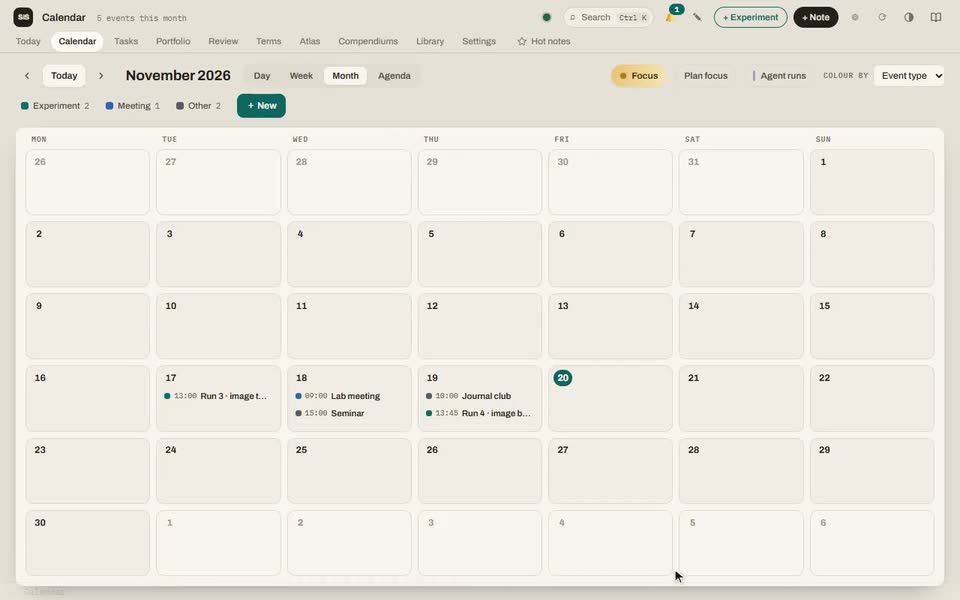 SIS Calendar 5 events this month Search Ctrl K 1 + Experiment + Note
Today Calendar Tasks Portfolio Review Terms Atlas Compendiums Library Settings Hot notes
Today November 2026 Day Week Month Agenda Focus Plan focus Agent runs COLOUR BY Event type
Experiment 2 Meeting 1 Other 2 + New
MON TUE WED THU FRI SAT SUN
26 27 28 29 30 31 1
2 3 4 5 6 7 8
9 10 11 12 13 14 15
16 17 18 19 20 21 22
13:00 Run 3 · image t… 09:00 Lab meeting 10:00 Journal club
15:00 Seminar 13:45 Run 4 · image b…
23 24 25 26 27 28 29
30 1 2 3 4 5 6
Calendar